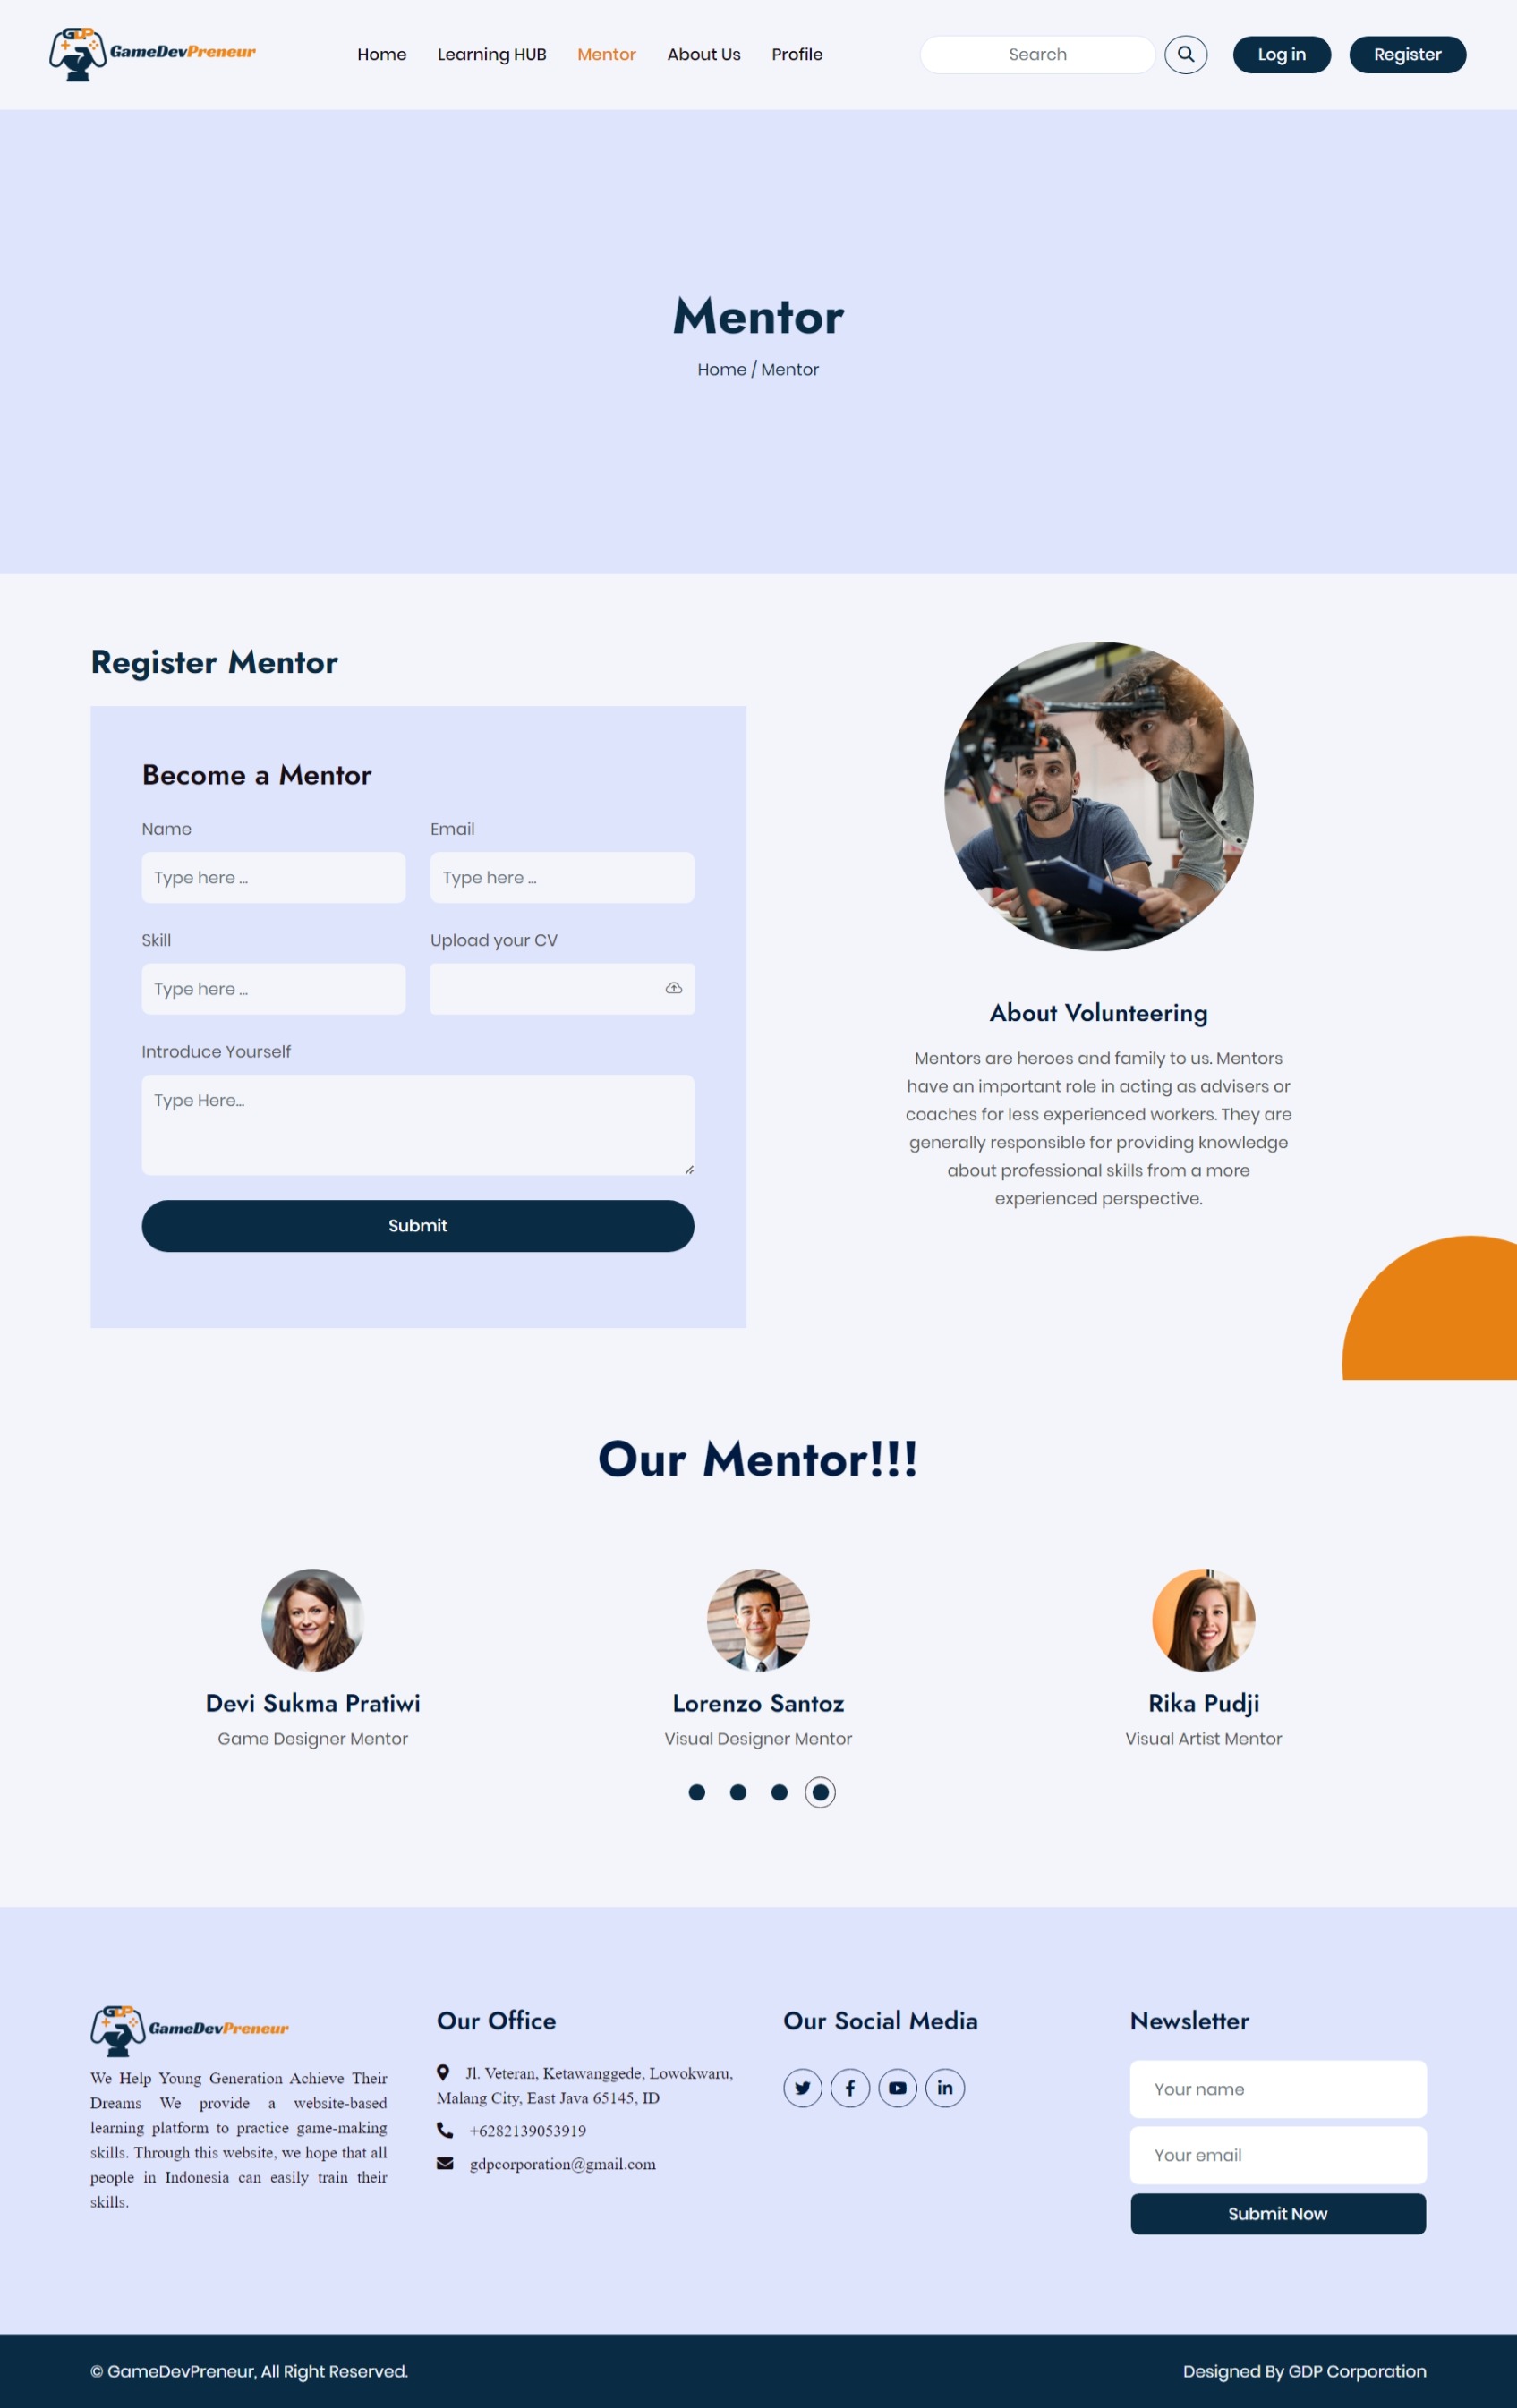 GDP
GameDevPreneur
Home Learning HUB Mentor About Us Profile
Search
Log in
Register
Mentor
Home / Mentor
Register Mentor
Become a Mentor
Name Email
Type here ... Type here ...
Skill Upload your CV
Type here ...
Introduce Yourself
Type Here...
Submit
About Volunteering
Mentors are heroes and family to us. Mentors
have an important role in acting as advisers or
coaches for less experienced workers. They are
generally responsible for providing knowledge
about professional skills from a more
experienced perspective.
Our Mentor!!!
Devi Sukma Pratiwi
Game Designer Mentor
Lorenzo Santoz
Visual Designer Mentor
Rika Pudji
Visual Artist Mentor
GDP
GameDevPreneur
We Help Young Generation Achieve Their
Dreams We provide a website-based
learning platform to practice game-making
skills. Through this website, we hope that all
people in Indonesia can easily train their
skills.
Our Office
Jl. Veteran, Ketawanggede, Lowokwaru,
Malang City, East Java 65145, ID
+6282139053919
gdpcorporation@gmail.com
Our Social Media
Newsletter
Your name
Your email
Submit Now
© GameDevPreneur, All Right Reserved.
Designed By GDP Corporation